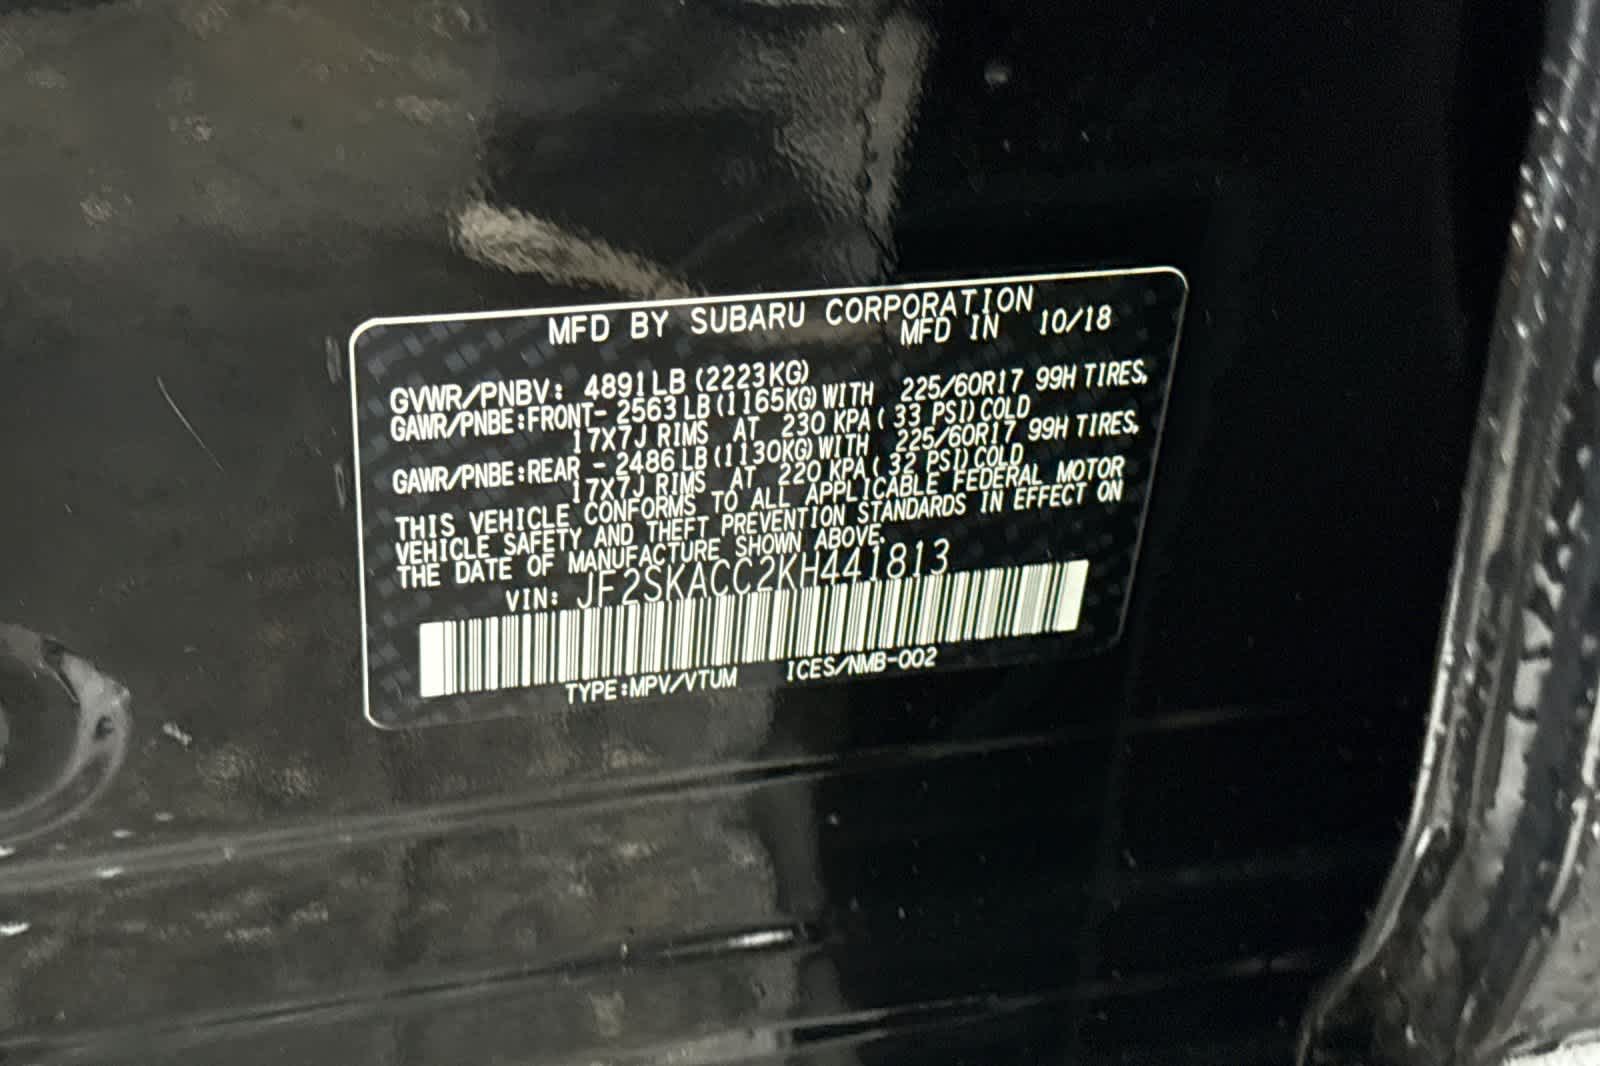 MFD BY SUBARU CORPORATION
MFD IN 10/18
GVWR/PNBV: 4891LB (2223KG)
GAWR/PNBE:FRONT- 2563LB(1165KG)WITH 225/60R17 99H TIRES,
17X7J RIMS AT 230 KPA( 33 PSI)COLD
GAWR/PNBE:REAR - 2486LB(1130KG)WITH 225/60R17 99H TIRES,
17X7J RIMS AT 220 KPA( 32 PSI)COLD
THIS VEHICLE CONFORMS TO ALL APPLICABLE FEDERAL MOTOR
VEHICLE SAFETY AND THEFT PREVENTION STANDARDS IN EFFECT ON
THE DATE OF MANUFACTURE SHOWN ABOVE.
VIN: JF2SKACC2KH441813
TYPE:MPV/VTUM ICES/NMB-002